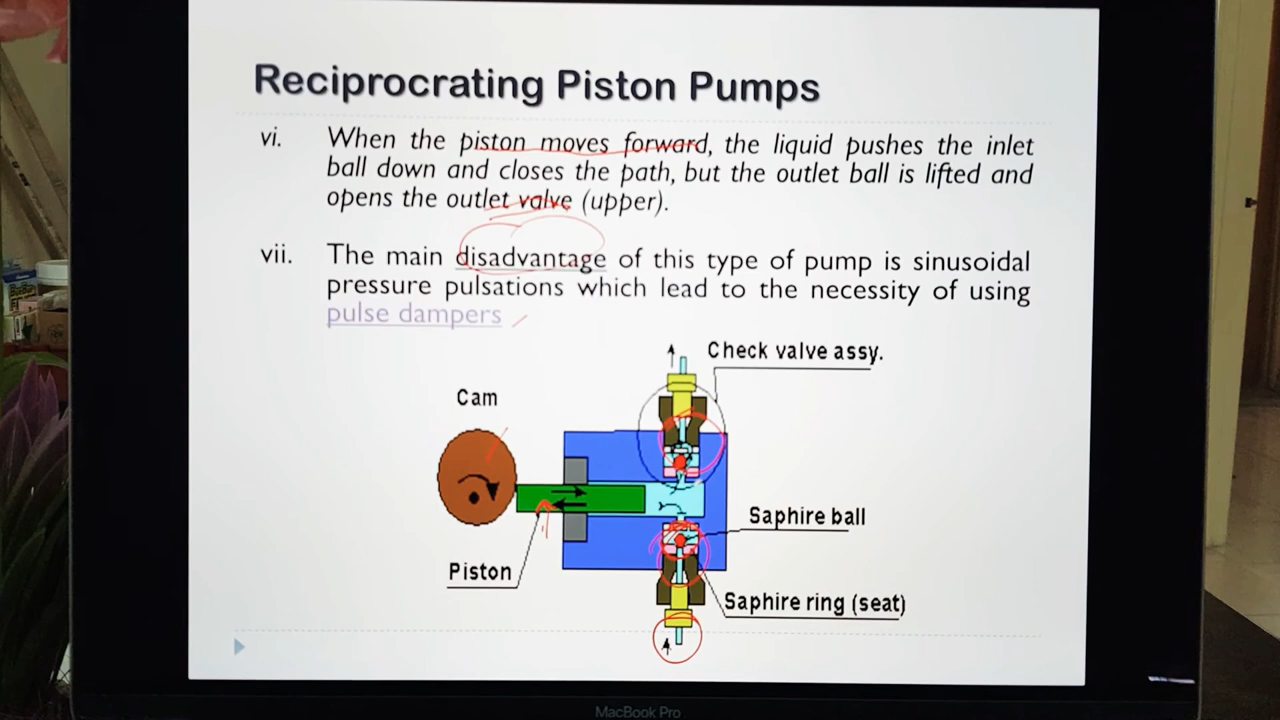 Reciprocrating Piston Pumps
vi. When the piston moves forward, the liquid pushes the inlet
ball down and closes the path, but the outlet ball is lifted and
opens the outlet valve (upper).
vii. The main disadvantage of this type of pump is sinusoidal
pressure pulsations which lead to the necessity of using
pulse dampers
Check valve assy.
Cam
Saphire ball
Piston
Saphire ring (seat)
MacBook Pro